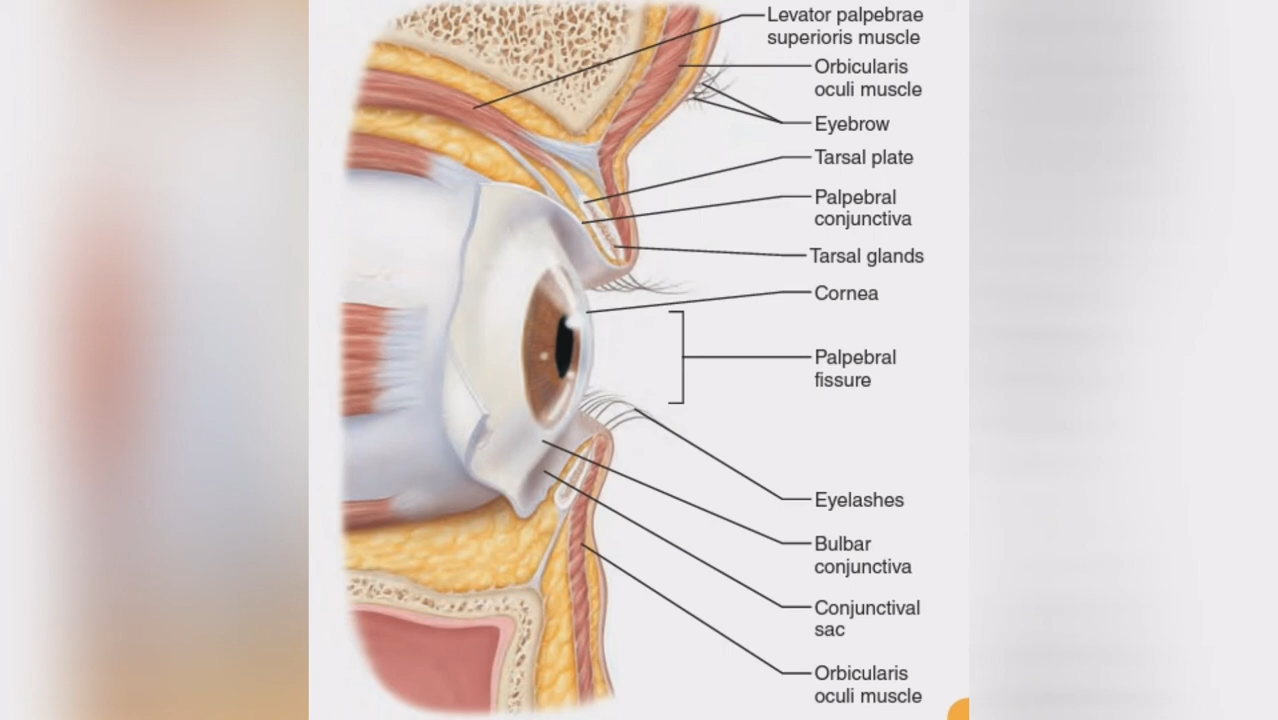 Levator palpebrae
superioris muscle
Orbicularis
oculi muscle
Eyebrow
Tarsal plate
Palpebral
conjunctiva
Tarsal glands
Cornea
Palpebral
fissure
Eyelashes
Bulbar
conjunctiva
Conjunctival
sac
Orbicularis
oculi muscle